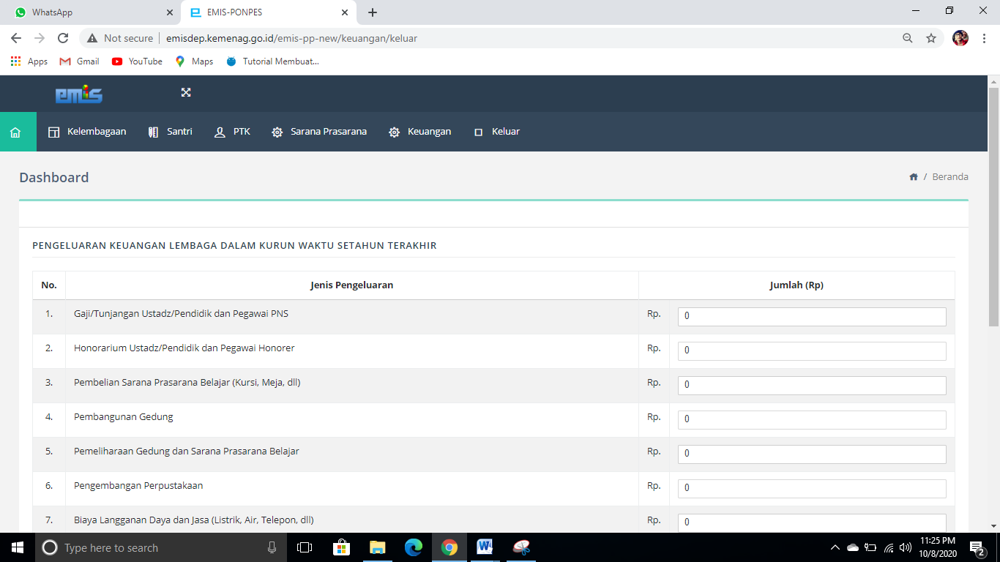 WhatsApp
EMIS-PONPES
Not secure | emisdep.kemenag.go.id/emis-pp-new/keuangan/keluar
Apps Gmail YouTube Maps Tutorial Membuat...
emis
Kelembagaan Santri PTK Sarana Prasarana Keuangan Keluar
Dashboard
/ Beranda
PENGELUARAN KEUANGAN LEMBAGA DALAM KURUN WAKTU SETAHUN TERAKHIR
No. Jenis Pengeluaran Jumlah (Rp)
1. Gaji/Tunjangan Ustadz/Pendidik dan Pegawai PNS Rp. 0
2. Honorarium Ustadz/Pendidik dan Pegawai Honorer Rp. 0
3. Pembelian Sarana Prasarana Belajar (Kursi, Meja, dll) Rp. 0
4. Pembangunan Gedung Rp. 0
5. Pemeliharaan Gedung dan Sarana Prasarana Belajar Rp. 0
6. Pengembangan Perpustakaan Rp. 0
7. Biaya Langganan Daya dan Jasa (Listrik, Air, Telepon, dll) Rp. 0
Type here to search
11:25 PM
10/8/2020
2